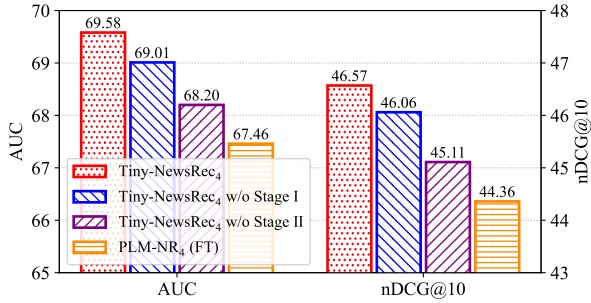 70
69
68
67
66
65
AUC
69.58
69.01
68.20
67.46
46.57
46.06
45.11
44.36
Tiny-NewsRec₄
Tiny-NewsRec₄ w/o Stage I
Tiny-NewsRec₄ w/o Stage II
PLM-NR₄ (FT)
48
47
46
45
44
43
nDCG@10
AUC
nDCG@10